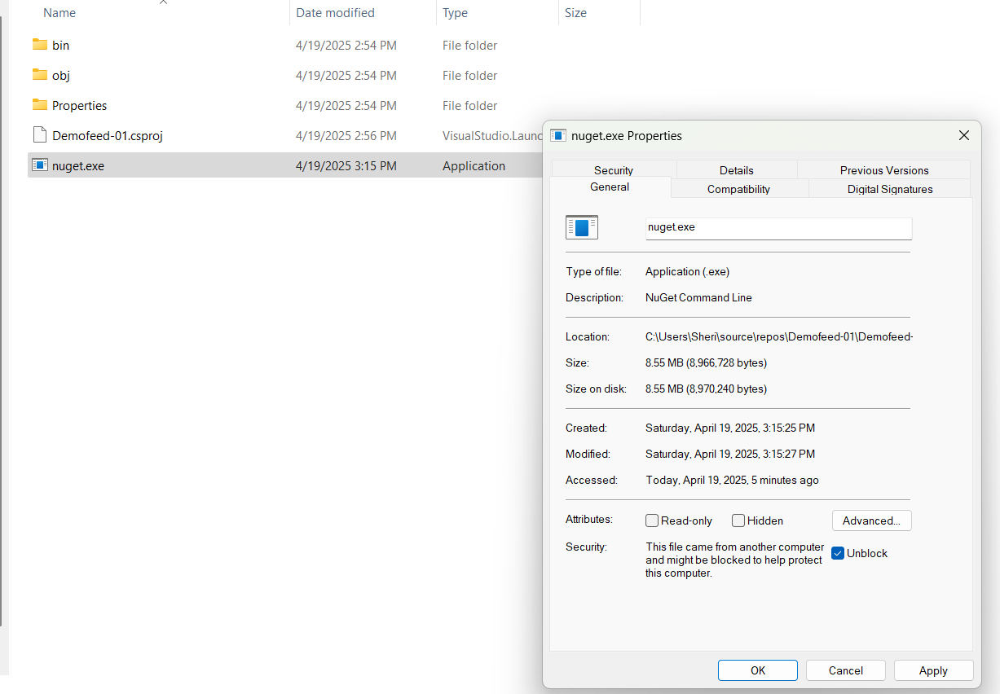 Name Date modified Type Size
bin 4/19/2025 2:54 PM File folder
obj 4/19/2025 2:54 PM File folder
Properties 4/19/2025 2:54 PM File folder
Demofeed-01.csproj 4/19/2025 2:56 PM VisualStudio.Launc
nuget.exe 4/19/2025 3:15 PM Application
nuget.exe Properties
Security Details Previous Versions
General Compatibility Digital Signatures
nuget.exe
Type of file: Application (.exe)
Description: NuGet Command Line
Location: C:\Users\Sheri\source\repos\Demofeed-01\Demofeed-
Size: 8.55 MB (8,966,728 bytes)
Size on disk: 8.55 MB (8,970,240 bytes)
Created: Saturday, April 19, 2025, 3:15:25 PM
Modified: Saturday, April 19, 2025, 3:15:27 PM
Accessed: Today, April 19, 2025, 5 minutes ago
Attributes: Read-only Hidden Advanced...
Security: This file came from another computer
and might be blocked to help protect
this computer.
Unblock
OK Cancel Apply